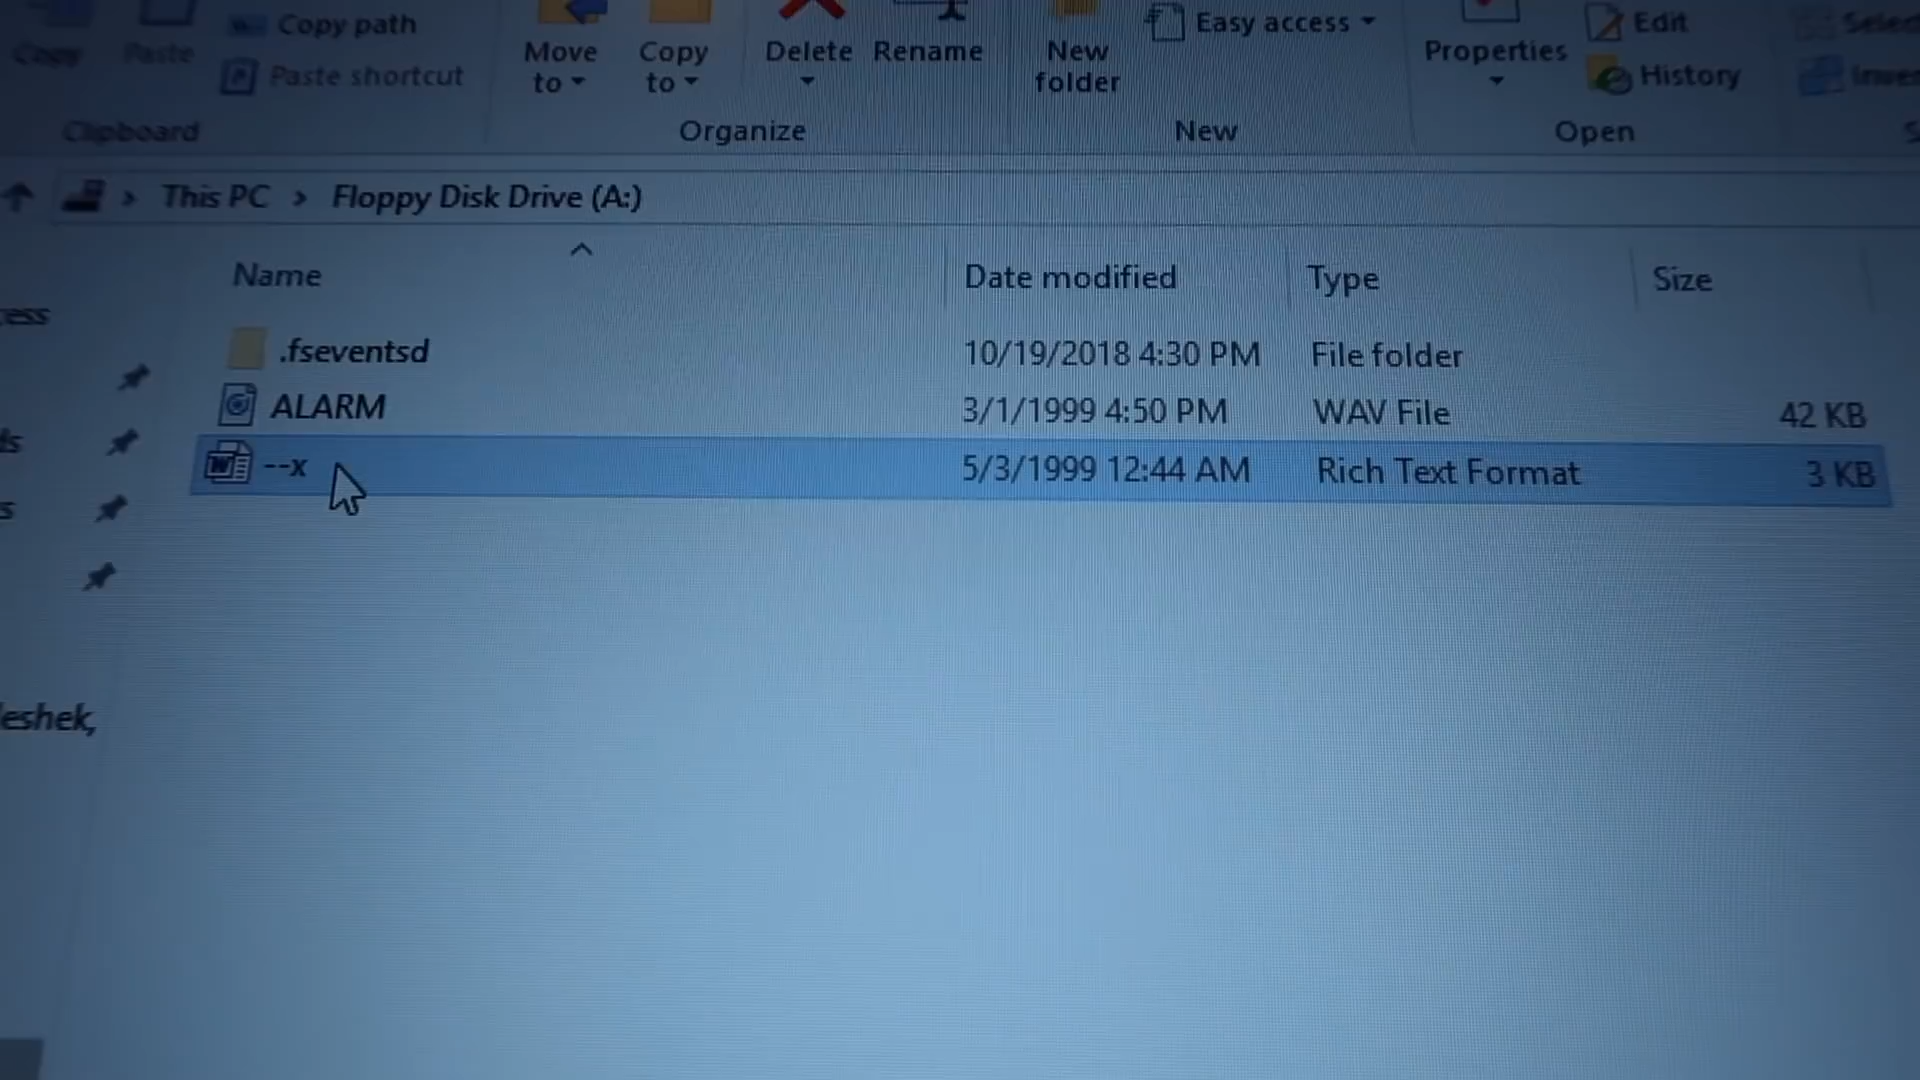 Copy path
Copy Paste Paste shortcut
Move to Copy to Delete Rename
New folder
Easy access
Properties
Edit
History
Clipboard Organize New Open
This PC > Floppy Disk Drive (A:)
Name Date modified Type Size
.fseventsd 10/19/2018 4:30 PM File folder
ALARM 3/1/1999 4:50 PM WAV File 42 KB
--x 5/3/1999 12:44 AM Rich Text Format 3 KB
eshek,